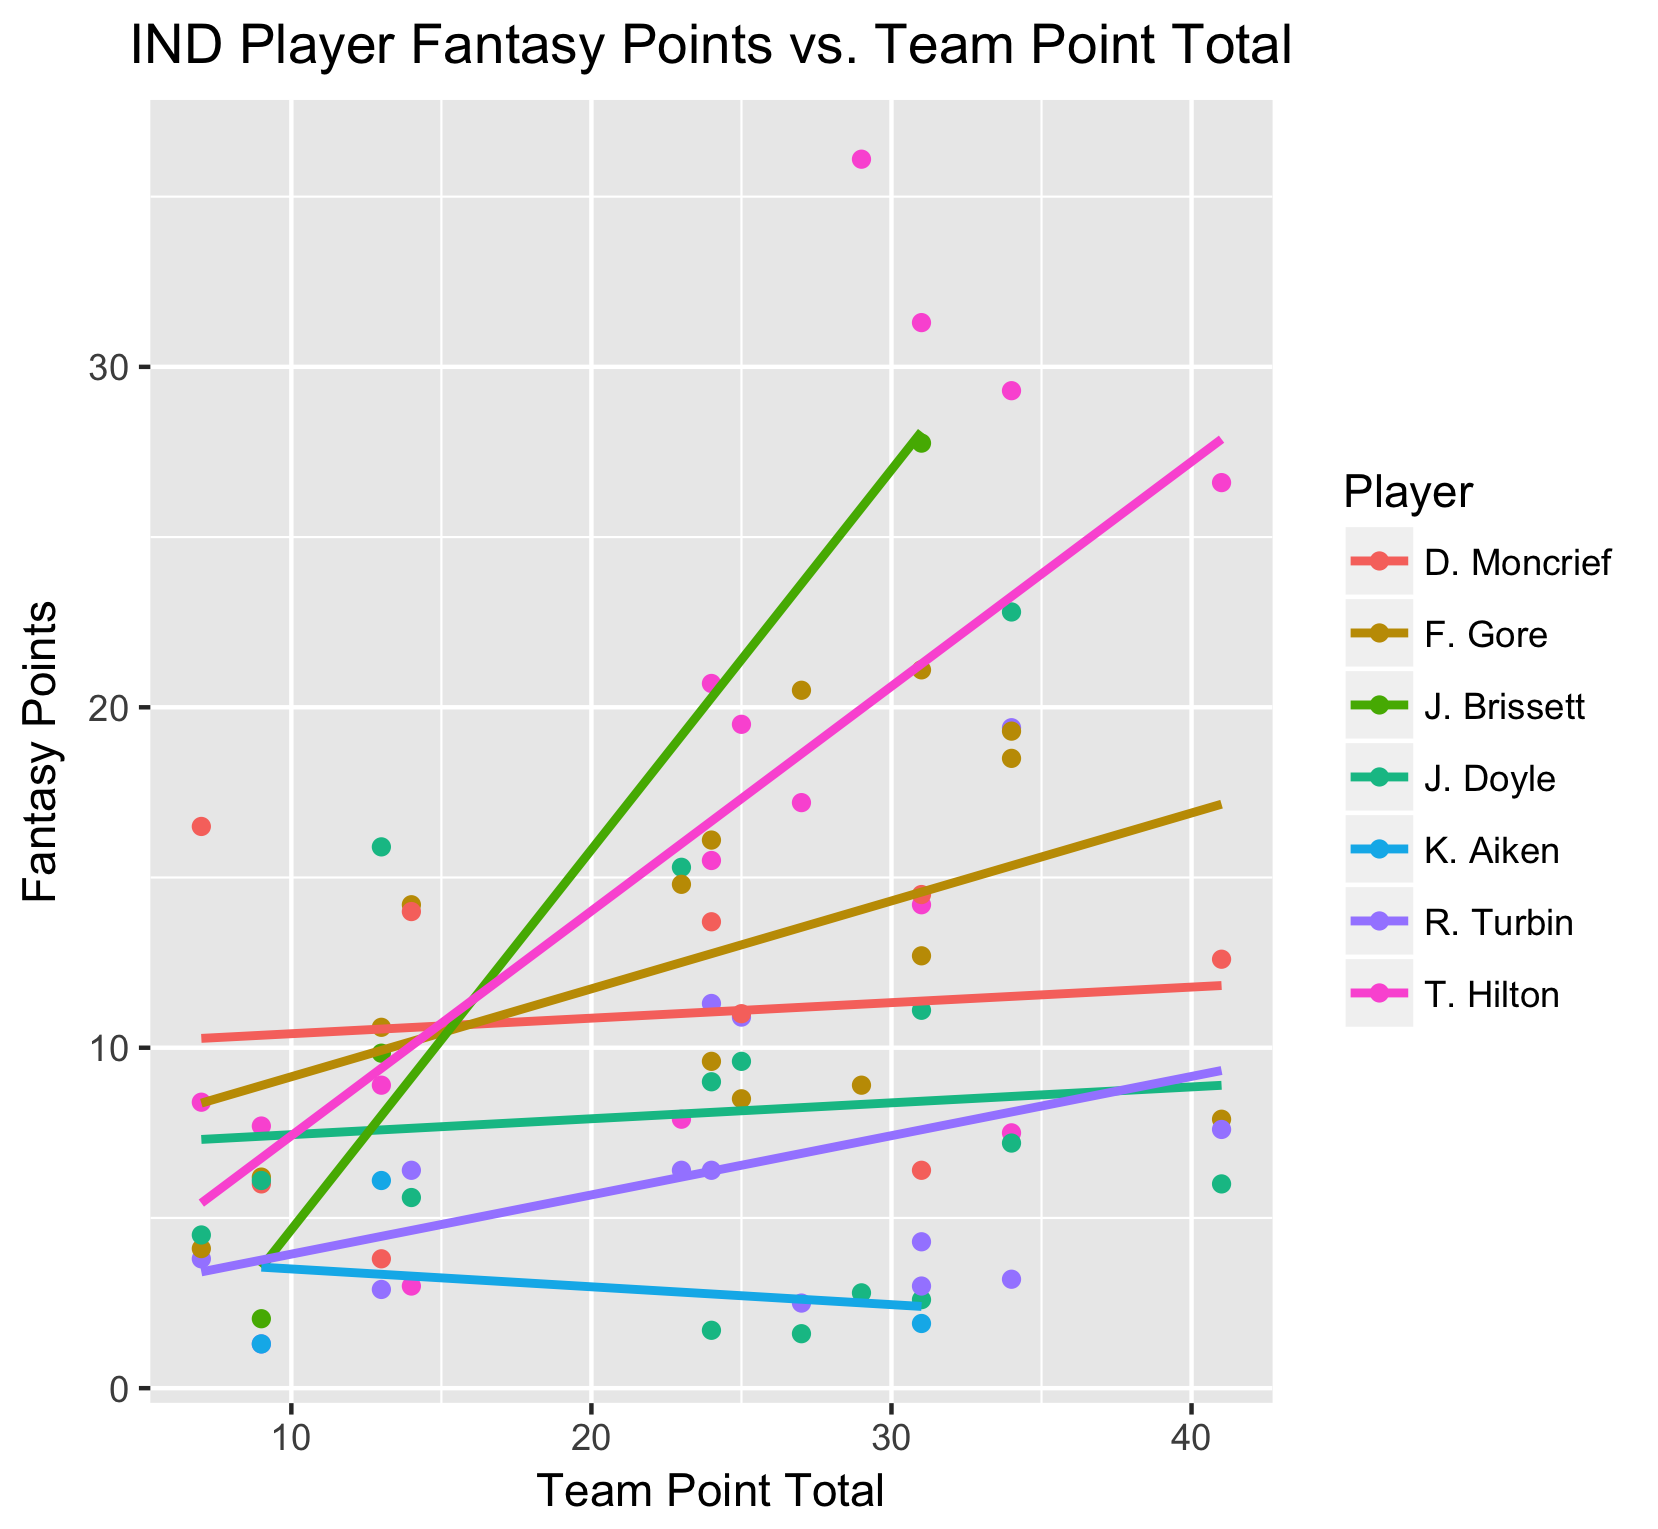 IND Player Fantasy Points vs. Team Point Total
Fantasy Points
30
20
10
0
10 20 30 40
Team Point Total
Player
D. Moncrief
F. Gore
J. Brissett
J. Doyle
K. Aiken
R. Turbin
T. Hilton